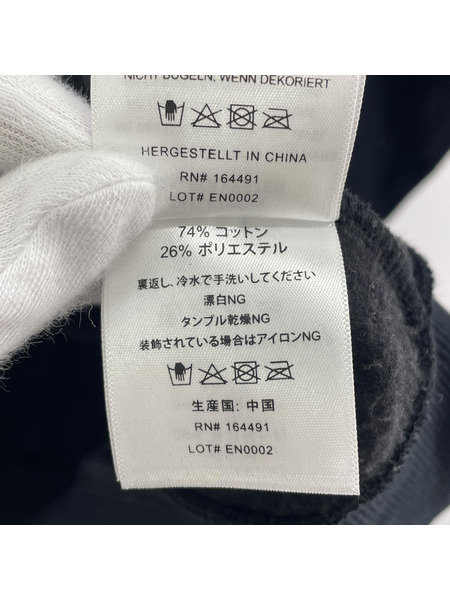 NICHT BÜGELN, WENN DEKORIERT
HERGESTELLT IN CHINA
RN# 164491
LOT# EN0002
74% コットン
26% ポリエステル
裏返し、冷水で手洗いしてください
漂白NG
タンブル乾燥NG
装飾されている場合はアイロンNG
生産国: 中国
RN# 164491
LOT# EN0002